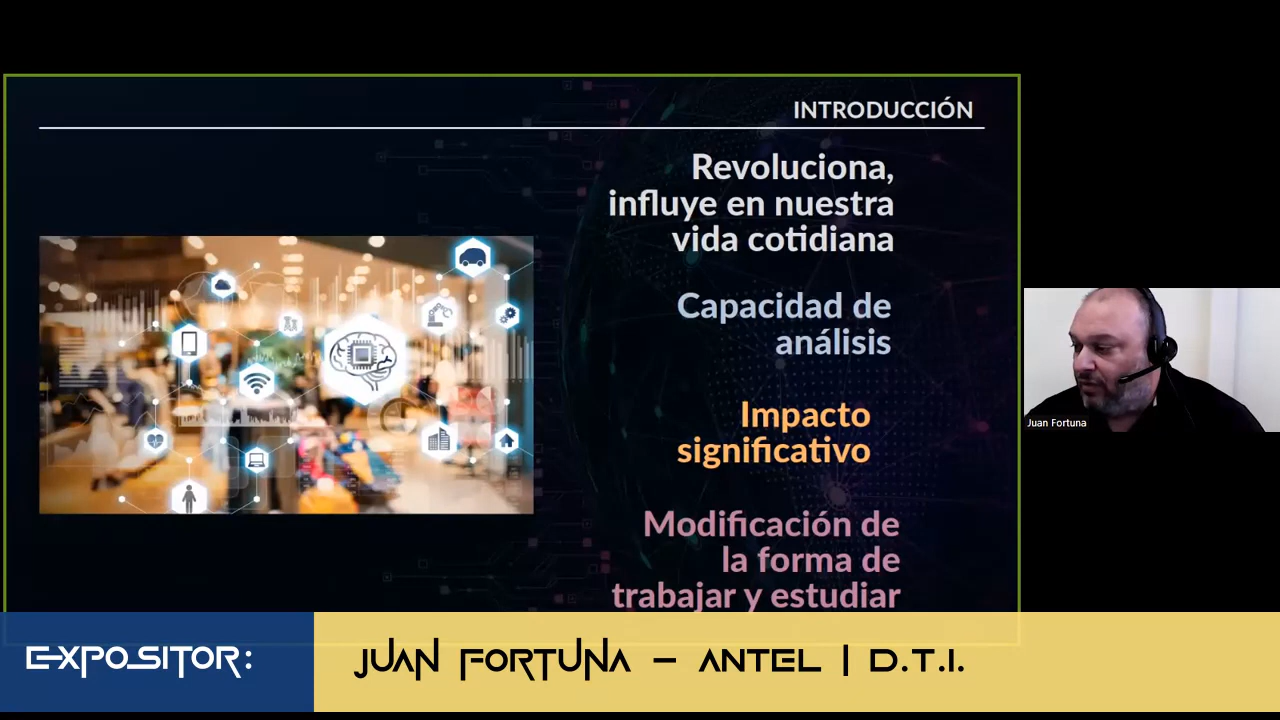 INTRODUCCIÓN
Revoluciona,
influye en nuestra
vida cotidiana
Capacidad de
análisis
Impacto
significativo
Modificación de
la forma de
trabajar y estudiar
Juan Fortuna
EXPOSITOR:
JUAN FORTUNA – ANTEL | D.T.I.